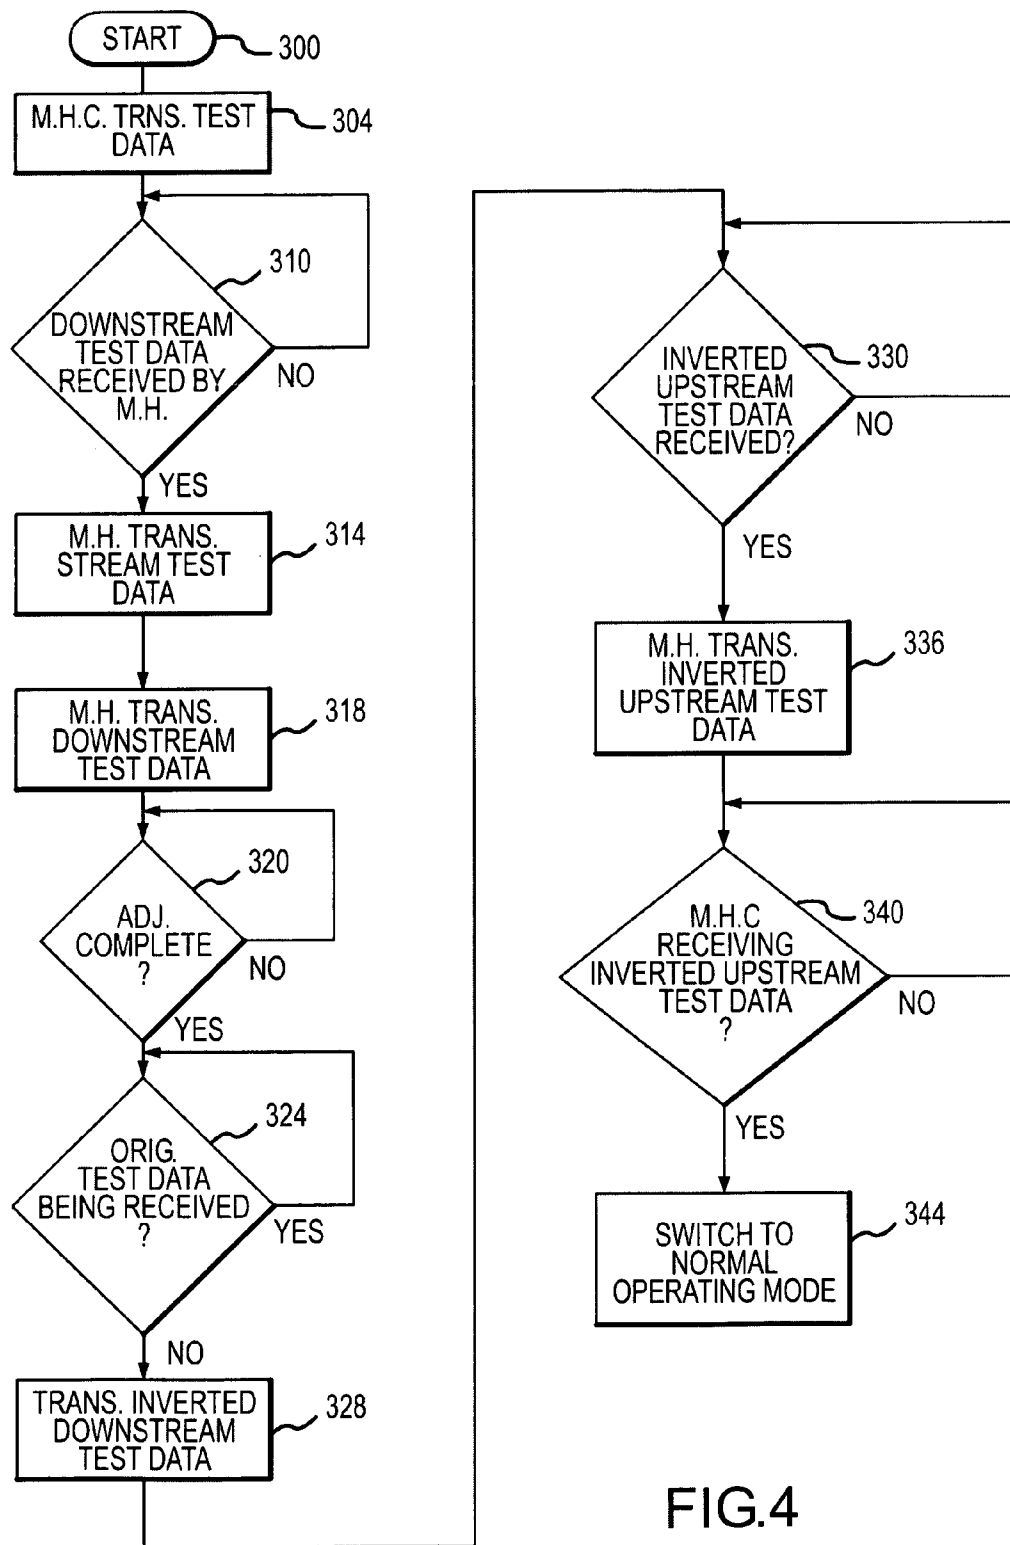 START
300
M.H.C. TRNS. TEST
DATA
304
310
DOWNSTREAM
TEST DATA
RECEIVED BY
M.H.
NO
YES
M.H. TRANS.
STREAM TEST
DATA
314
M.H. TRANS.
DOWNSTREAM
TEST DATA
318
320
ADJ.
COMPLETE
?
NO
YES
324
ORIG.
TEST DATA
BEING RECEIVED
?
YES
NO
TRANS. INVERTED
DOWNSTREAM
TEST DATA
328
330
INVERTED
UPSTREAM
TEST DATA
RECEIVED?
NO
YES
M.H. TRANS.
INVERTED
UPSTREAM TEST
DATA
336
340
M.H.C
RECEIVING
INVERTED UPSTREAM
TEST DATA
?
NO
YES
SWITCH TO
NORMAL
OPERATING MODE
344
FIG.4